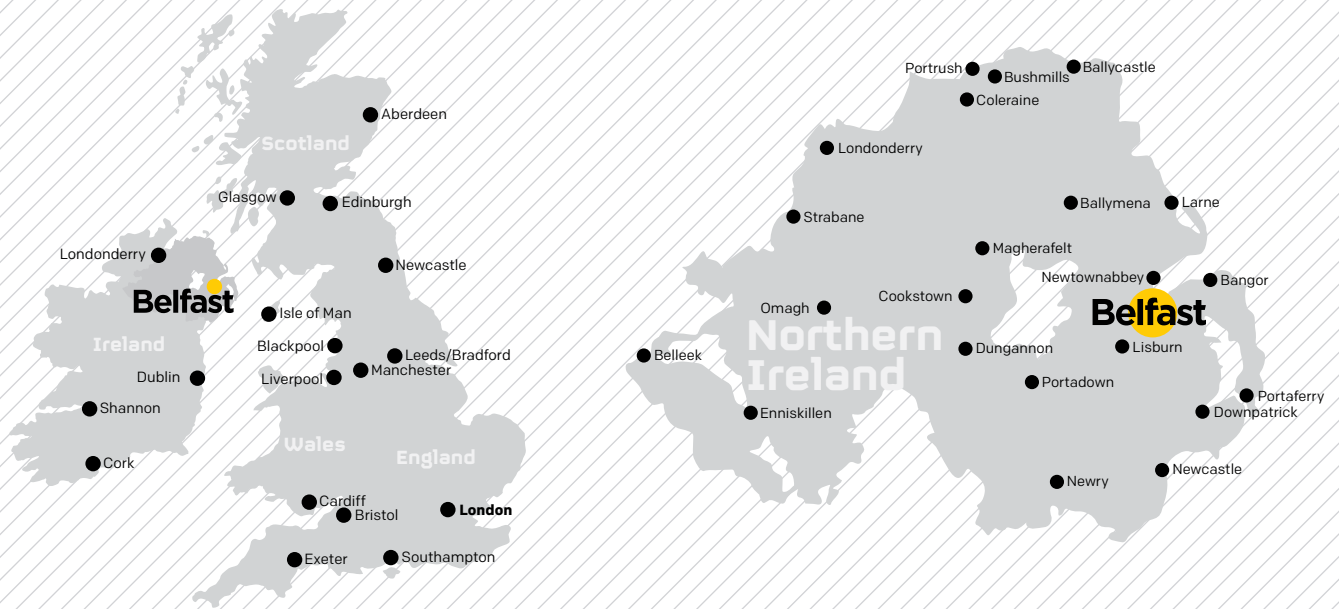 Aberdeen
Scotland
Glasgow
Edinburgh
Londonderry
Newcastle
Belfast
Isle of Man
Ireland
Blackpool
Leeds/Bradford
Manchester
Dublin
Liverpool
Shannon
Wales
England
Cork
Cardiff
Bristol
London
Exeter
Southampton
Portrush
Bushmills
Ballycastle
Coleraine
Londonderry
Strabane
Ballymena
Larne
Magherafelt
Newtownabbey
Bangor
Cookstown
Omagh
Belfast
Northern
Ireland
Belleek
Dungannon
Lisburn
Portadown
Portaferry
Downpatrick
Enniskillen
Newcastle
Newry